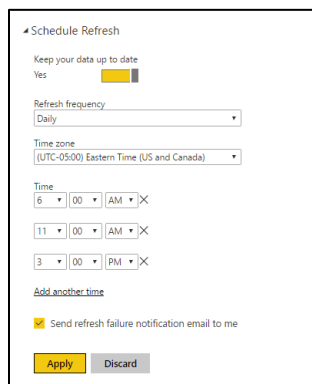 Schedule Refresh
Keep your data up to date
Yes
Refresh frequency
Daily
Time zone
(UTC-05:00) Eastern Time (US and Canada)
Time
6 00 AM
11 00 AM
3 00 PM
Add another time
Send refresh failure notification email to me
Apply Discard